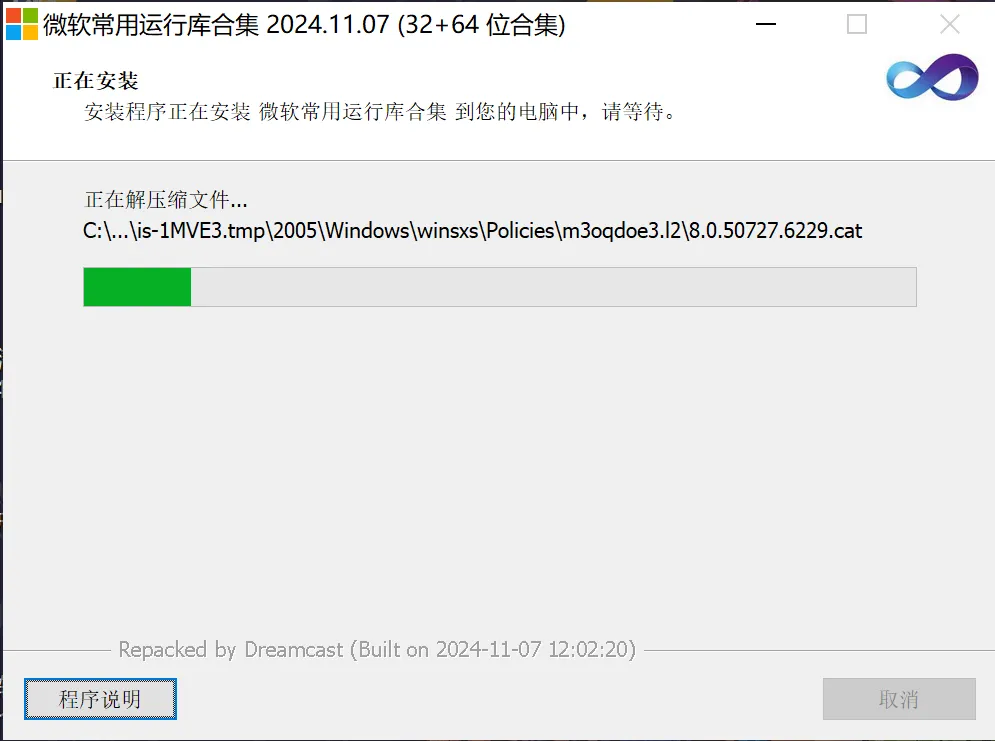 微软常用运行库合集 2024.11.07 (32+64 位合集)
正在安装
安装程序正在安装 微软常用运行库合集 到您的电脑中，请等待。
正在解压缩文件...
C:\...\is-1MVE3.tmp\2005\Windows\winsxs\Policies\m3oqdoe3.l2\8.0.50727.6229.cat
Repacked by Dreamcast (Built on 2024-11-07 12:02:20)
程序说明
取消